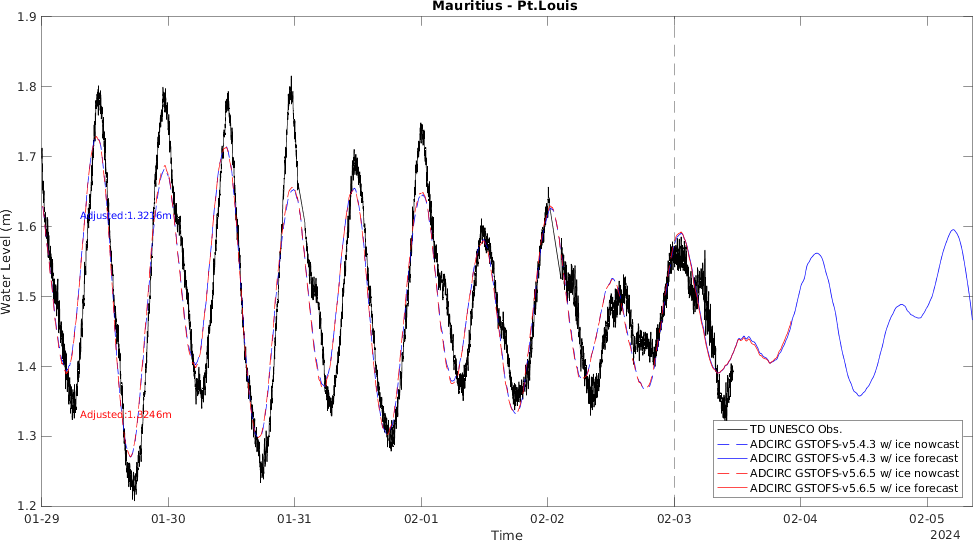 Mauritius - Pt.Louis
1.9
1.8
1.7
1.6
1.5
1.4
1.3
1.2
Water Level (m)
Adjusted:1.3216m
Adjusted:1.3246m
TD UNESCO Obs.
ADCIRC GSTOFS-v5.4.3 w/ ice nowcast
ADCIRC GSTOFS-v5.4.3 w/ ice forecast
ADCIRC GSTOFS-v5.6.5 w/ ice nowcast
ADCIRC GSTOFS-v5.6.5 w/ ice forecast
01-29 01-30 01-31 02-01 02-02 02-03 02-04 02-05
Time
2024